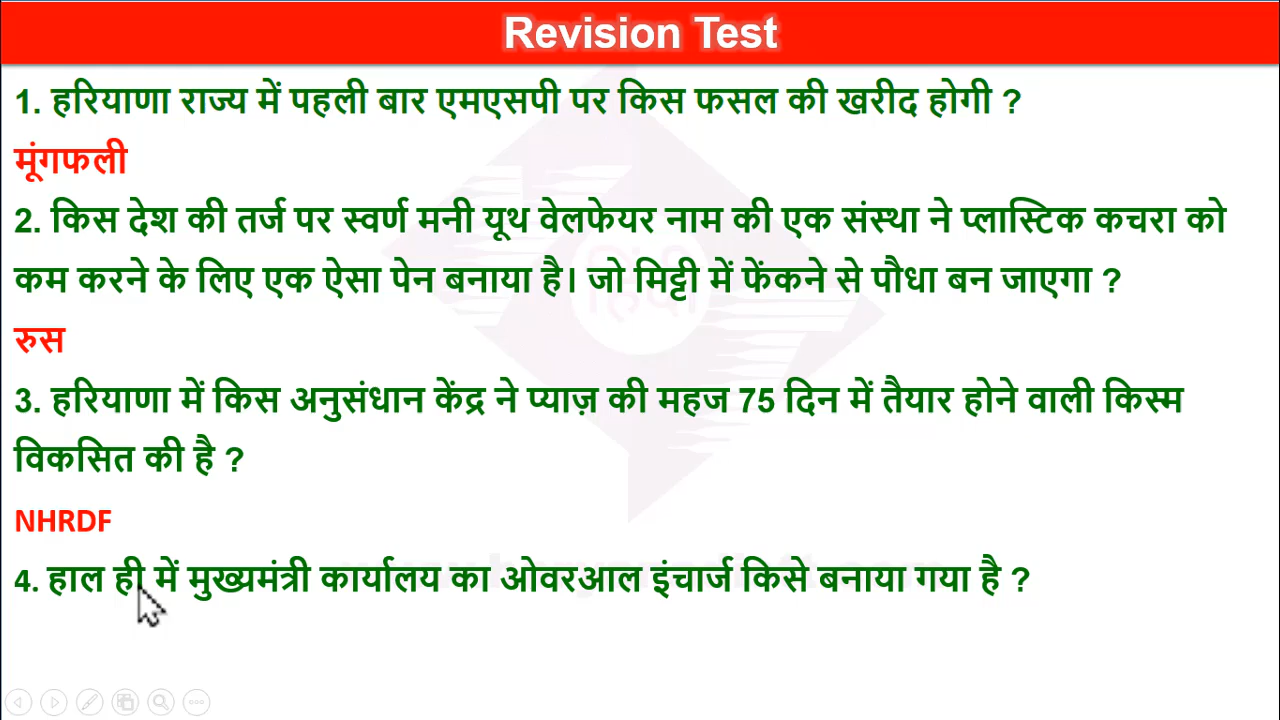 Revision Test
1. हरियाणा राज्य में पहली बार एमएसपी पर किस फसल की खरीद होगी ?
मूंगफली
2. किस देश की तर्ज पर स्वर्ण मनी यूथ वेलफेयर नाम की एक संस्था ने प्लास्टिक कचरा को
कम करने के लिए एक ऐसा पेन बनाया है। जो मिट्टी में फेंकने से पौधा बन जाएगा ?
रुस
3. हरियाणा में किस अनुसंधान केंद्र ने प्याज़ की महज 75 दिन में तैयार होने वाली किस्म
विकसित की है ?
NHRDF
4. हाल ही में मुख्यमंत्री कार्यालय का ओवरआल इंचार्ज किसे बनाया गया है ?